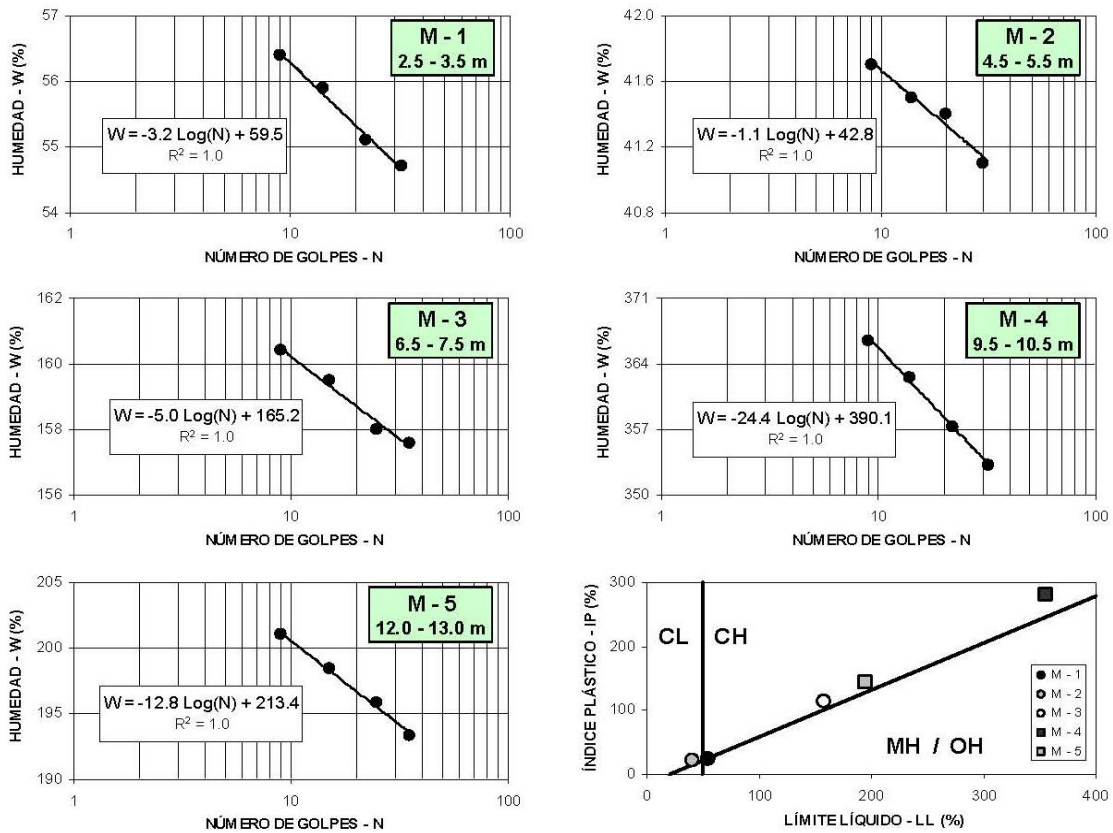 57
56
55
54
HUMEDAD - W (%)
M - 1
2.5 - 3.5 m
W = -3.2 Log(N) + 59.5
R² = 1.0
1
10
100
NÚMERO DE GOLPES - N
42.0
41.6
41.2
40.8
HUMEDAD - W (%)
M - 2
4.5 - 5.5 m
W = -1.1 Log(N) + 42.8
R² = 1.0
1
10
100
NÚMERO DE GOLPES - N
162
160
158
156
HUMEDAD - W (%)
M - 3
6.5 - 7.5 m
W = -5.0 Log(N) + 165.2
R² = 1.0
1
10
100
NÚMERO DE GOLPES - N
371
364
357
350
HUMEDAD - W (%)
M - 4
9.5 - 10.5 m
W = -24.4 Log(N) + 390.1
R² = 1.0
1
10
100
NÚMERO DE GOLPES - N
205
200
195
190
HUMEDAD - W (%)
M - 5
12.0 - 13.0 m
W = -12.8 Log(N) + 213.4
R² = 1.0
1
10
100
NÚMERO DE GOLPES - N
300
200
100
0
ÍNDICE PLÁSTICO - IP (%)
CL
CH
MH / OH
M - 1
M - 2
M - 3
M - 4
M - 5
0
100
200
300
400
LÍMITE LÍQUIDO - LL (%)